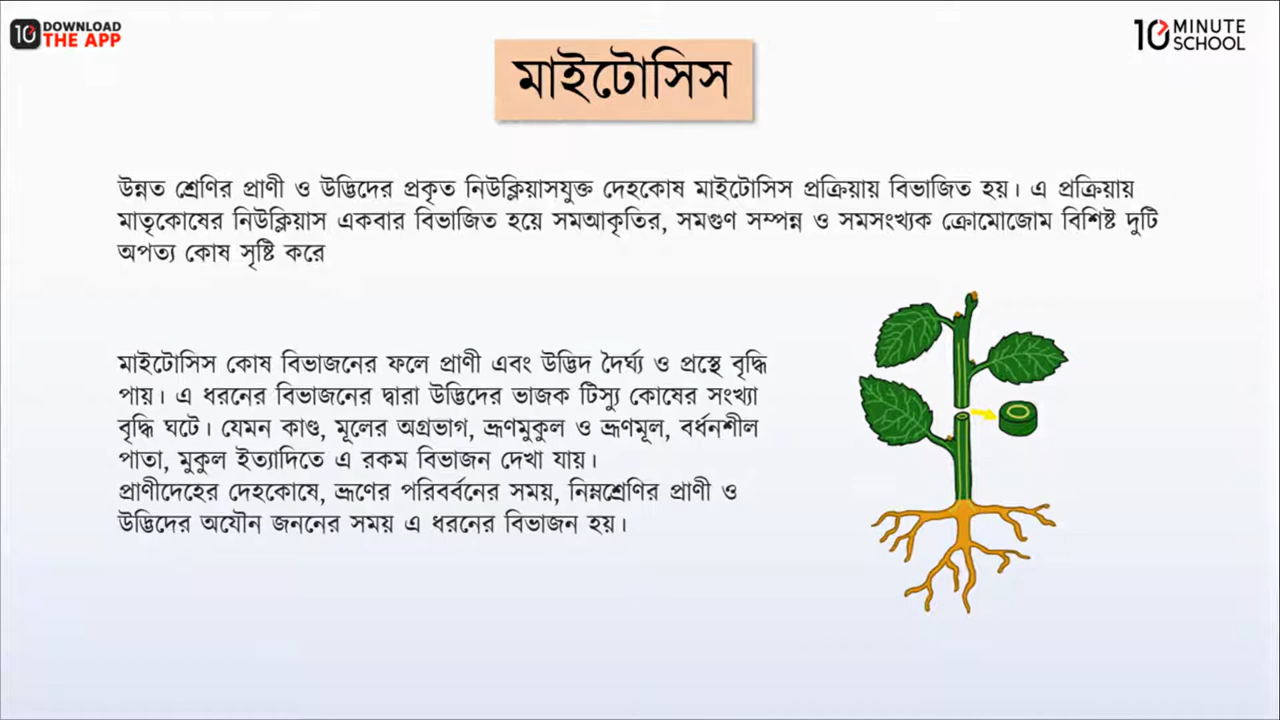 DOWNLOAD
THE APP
10 MINUTE
SCHOOL
মাইটোসিস
উন্নত শ্রেণির প্রাণী ও উদ্ভিদের প্রকৃত নিউক্লিয়াসযুক্ত দেহকোষ মাইটোসিস প্রক্রিয়ায় বিভাজিত হয়। এ প্রক্রিয়ায়
মাতৃকোষের নিউক্লিয়াস একবার বিভাজিত হয়ে সমআকৃতির, সমগুণ সম্পন্ন ও সমসংখ্যক ক্রোমোজোম বিশিষ্ট দুটি
অপত্য কোষ সৃষ্টি করে
মাইটোসিস কোষ বিভাজনের ফলে প্রাণী এবং উদ্ভিদ দৈর্ঘ্য ও প্রস্থে বৃদ্ধি
পায়। এ ধরনের বিভাজনের দ্বারা উদ্ভিদের ভাজক টিস্যু কোষের সংখ্যা
বৃদ্ধি ঘটে। যেমন কাণ্ড, মূলের অগ্রভাগ, ভ্রূণমুকুল ও ভ্রূণমূল, বর্ধনশীল
পাতা, মুকুল ইত্যাদিতে এ রকম বিভাজন দেখা যায়।
প্রাণীদেহের দেহকোষে, ভ্রূণের পরিবর্বনের সময়, নিম্নশ্রেণির প্রাণী ও
উদ্ভিদের অযৌন জননের সময় এ ধরনের বিভাজন হয়।